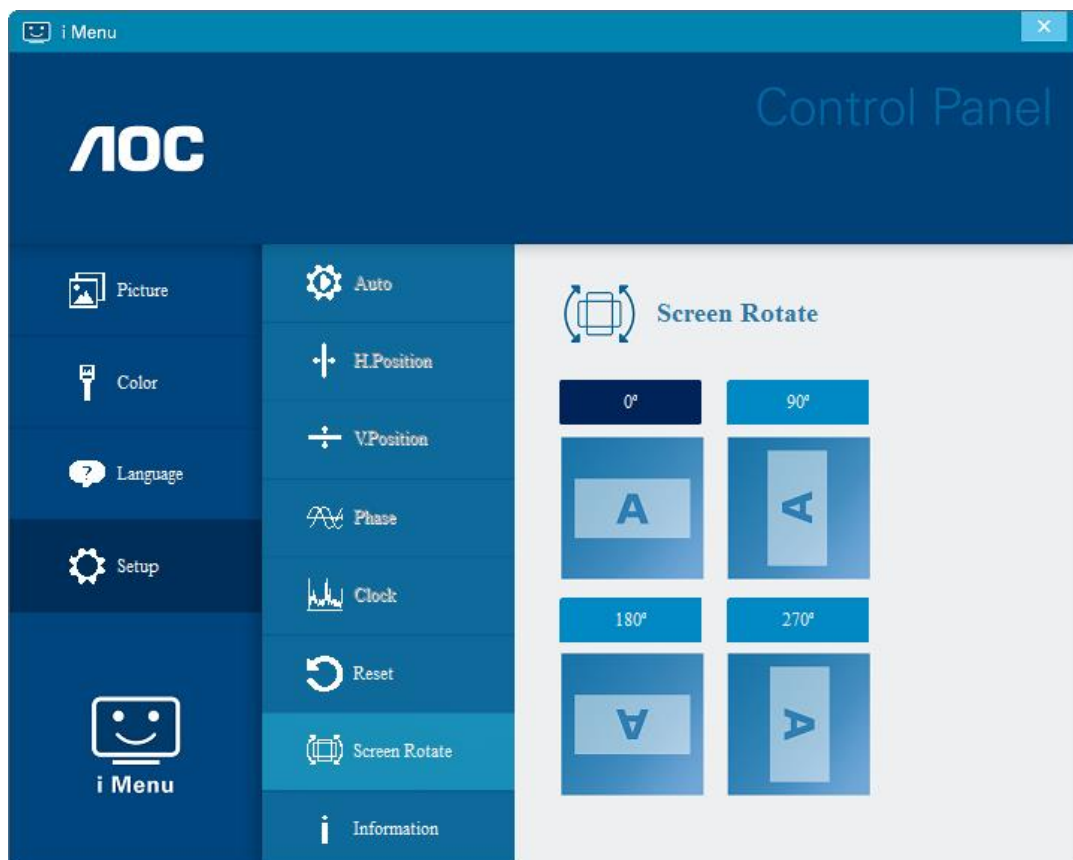 i Menu
Control Panel
AOC
Picture
Color
Language
Setup
i Menu
Auto
H.Position
V.Position
Phase
Clock
Reset
Screen Rotate
Information
Screen Rotate
0°
90°
A
A
180°
270°
A
A